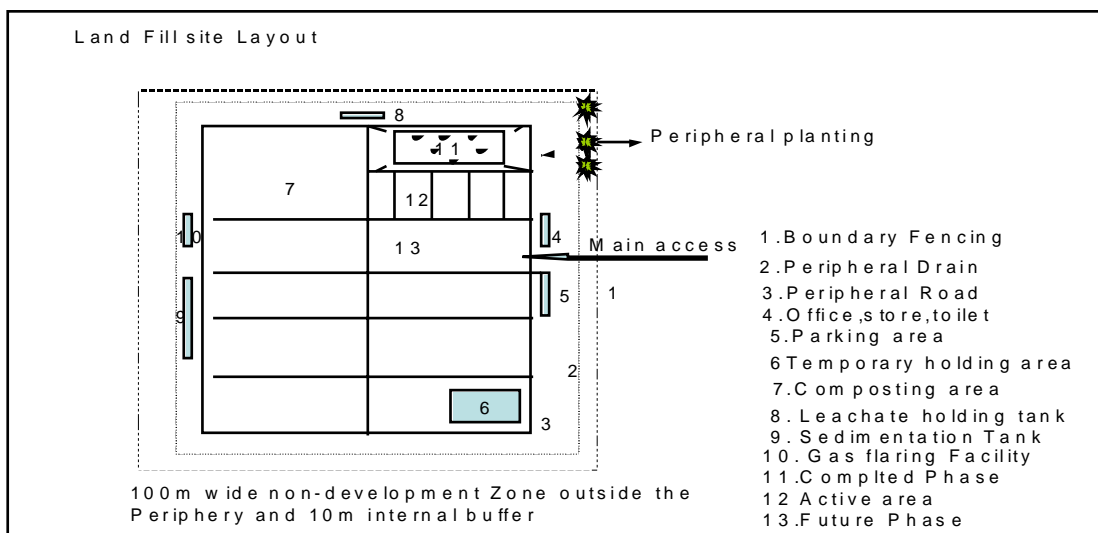 Land Fill site Layout
8
Peripheral planting
11
7
12
10
13
4
Main access
5
1
9
2
6
3
1.Boundary Fencing
2.Peripheral Drain
3.Peripheral Road
4.Office,store,toilet
5.Parking area
6Temporary holding area
7.Composting area
8. Leachate holding tank
9. Sedimentation Tank
10. Gas flaring Facility
11.Complted Phase
12 Active area
13.Future Phase
100m wide non-development Zone outside the
Periphery and 10m internal buffer